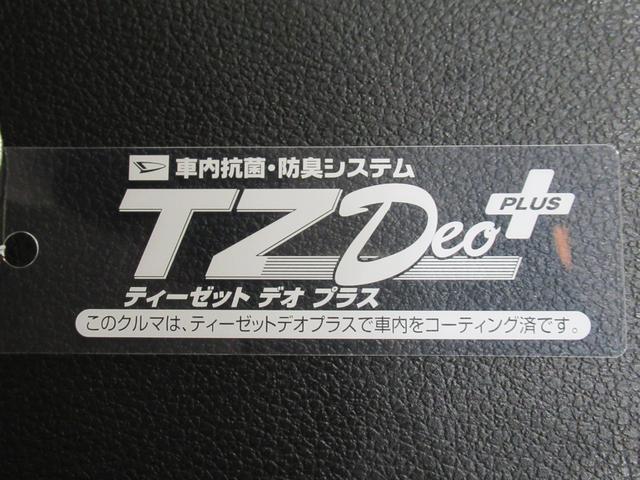 車内抗菌・防臭システム
TZ Deo PLUS
ティーゼット デオ プラス
このクルマは、ティーゼットデオプラスで車内をコーティング済です。